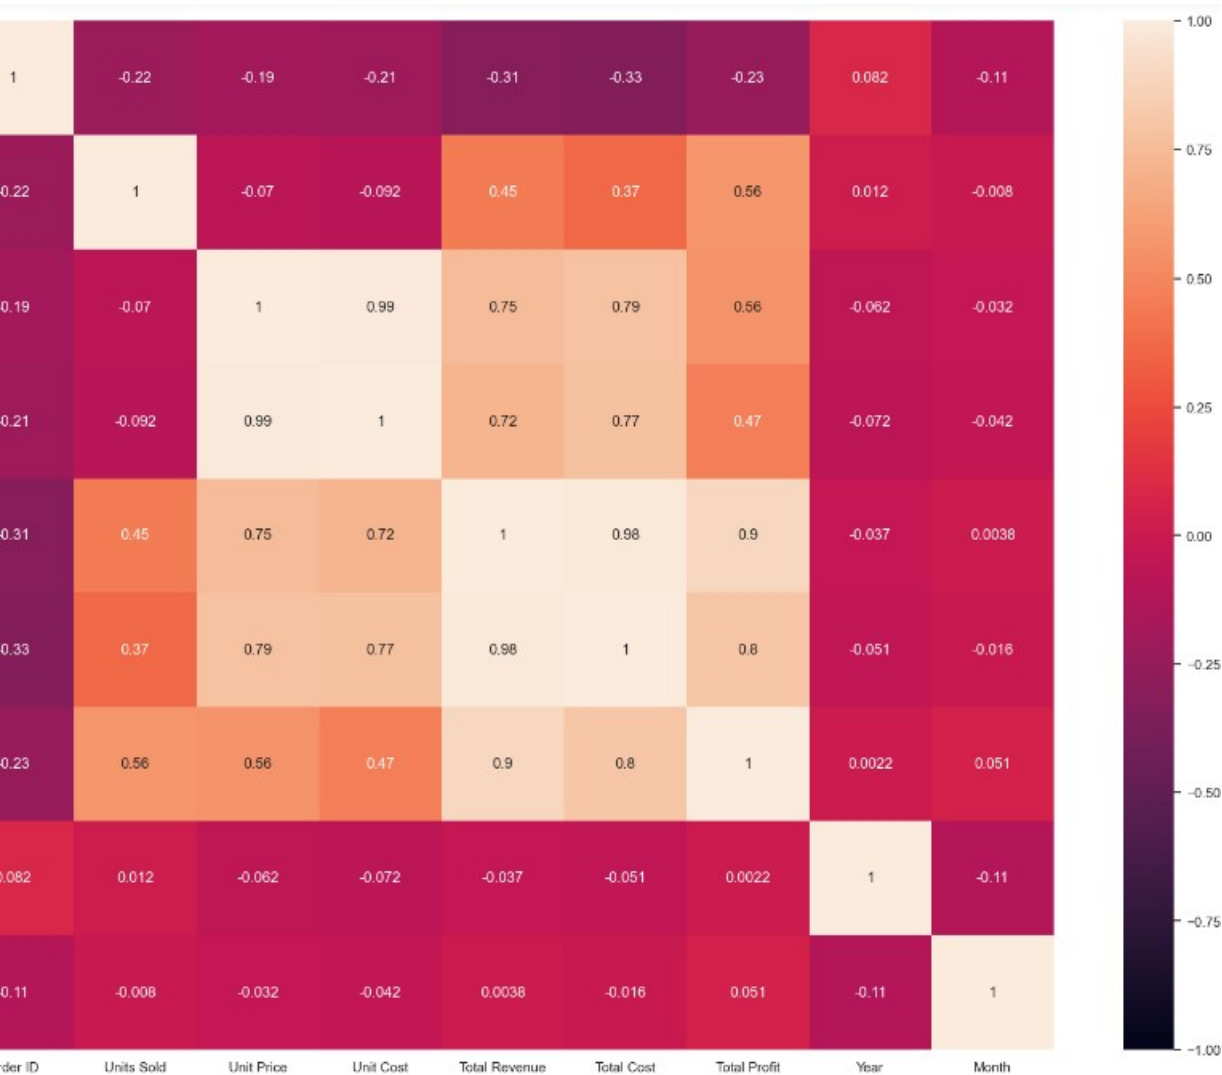 1 -0.22 -0.19 -0.21 -0.31 -0.33 -0.23 0.082 -0.11
0.22 1 -0.07 -0.092 0.45 0.37 0.56 0.012 -0.008
0.19 -0.07 1 0.99 0.75 0.79 0.56 -0.062 -0.032
0.21 -0.092 0.99 1 0.72 0.77 0.47 -0.072 -0.042
0.31 0.45 0.75 0.72 1 0.98 0.9 -0.037 0.0038
0.33 0.37 0.79 0.77 0.98 1 0.8 -0.051 -0.016
0.23 0.56 0.56 0.47 0.9 0.8 1 0.0022 0.051
.082 0.012 -0.062 -0.072 -0.037 -0.051 0.0022 1 -0.11
0.11 -0.008 -0.032 -0.042 0.0038 -0.016 0.051 -0.11 1
rder ID Units Sold Unit Price Unit Cost Total Revenue Total Cost Total Profit Year Month
1.00
0.75
0.50
0.25
0.00
-0.25
-0.50
-0.75
-1.00